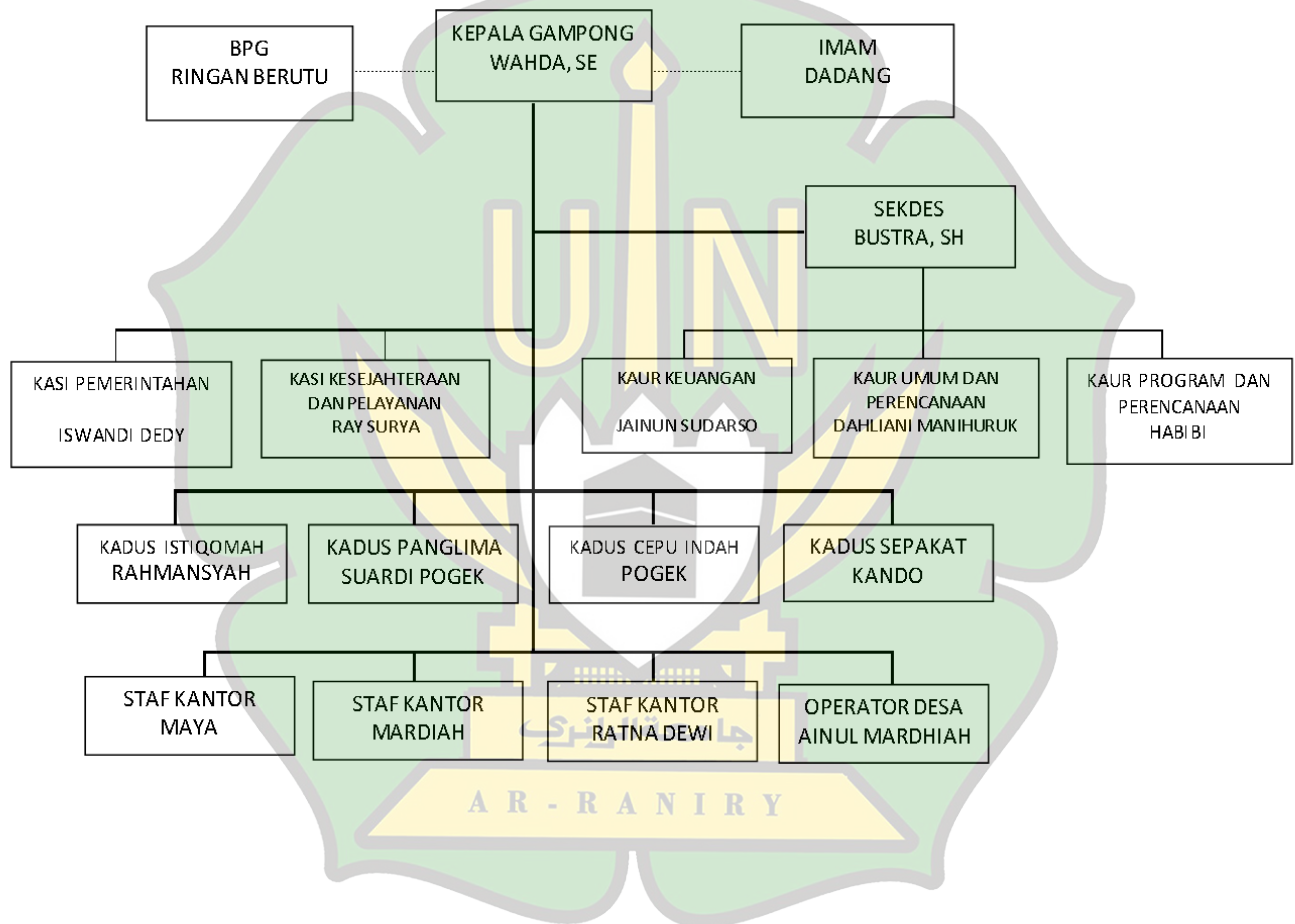 BPG
RINGAN BERUTU
KEPALA GAMPONG
WAHDA, SE
IMAM
DADANG
UIN
SEKDES
BUSTRA, SH
KASI PEMERINTAHAN
ISWANDI DEDY
KASI KESEJAHTERAAN
DAN PELAYANAN
RAY SURYA
KAUR KEUANGAN
JAINUN SUDARSO
KAUR UMUM DAN
PERENCANAAN
DAHLIANI MANIHURUK
KAUR PROGRAM DAN
PERENCANAAN
HABIBI
KADUS ISTIQOMAH
RAHMANSYAH
KADUS PANGLIMA
SUARDI POGEK
KADUS CEPU INDAH
POGEK
KADUS SEPAKAT
KANDO
STAF KANTOR
MAYA
STAF KANTOR
MARDIAH
STAF KANTOR
RATNA DEWI
OPERATOR DESA
AINUL MARDHIAH
جامعة الرانري
AR-RANIRY